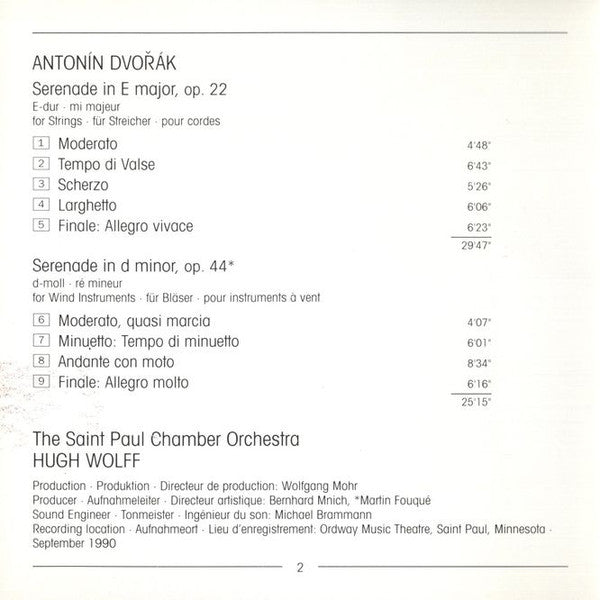 ANTONÍN DVOŘÁK
Serenade in E major, op. 22
E-dur · mi majeur
for Strings · für Streicher · pour cordes
1 Moderato 4'48"
2 Tempo di Valse 6'43"
3 Scherzo 5'26"
4 Larghetto 6'06"
5 Finale: Allegro vivace 6'23"
29'47"
Serenade in d minor, op. 44*
d-moll · ré mineur
for Wind Instruments · für Bläser · pour instruments à vent
6 Moderato, quasi marcia 4'07"
7 Minuetto: Tempo di minuetto 6'01"
8 Andante con moto 8'34"
9 Finale: Allegro molto 6'16"
25'15"
The Saint Paul Chamber Orchestra
HUGH WOLFF
Production · Produktion · Directeur de production: Wolfgang Mohr
Producer · Aufnahmeleiter · Directeur artistique: Bernhard Mnich, *Martin Fouqué
Sound Engineer · Tonmeister · Ingénieur du son: Michael Brammann
Recording location · Aufnahmeort · Lieu d'enregistrement: Ordway Music Theatre, Saint Paul, Minnesota ·
September 1990
2